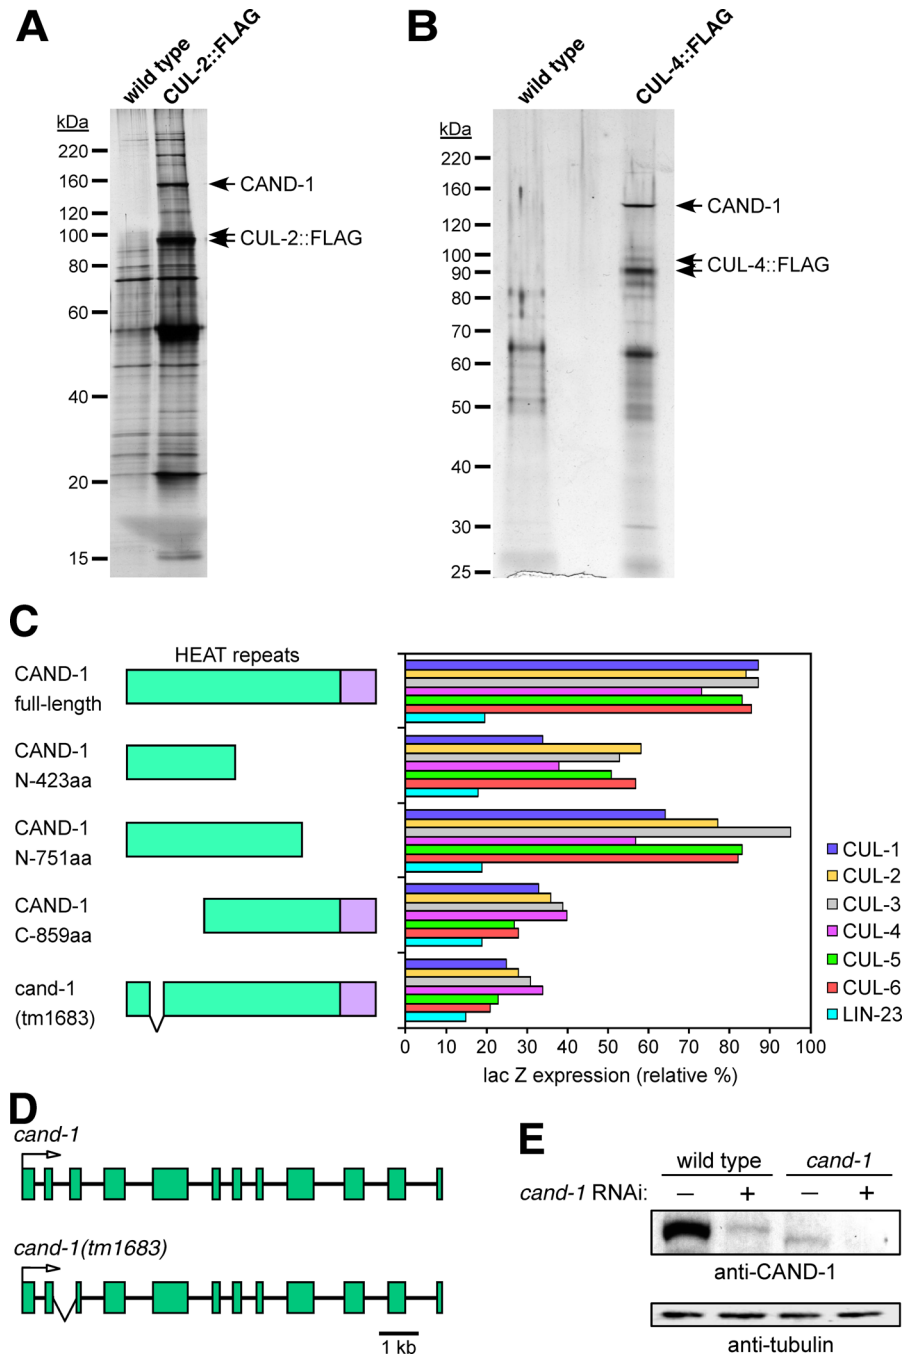 A
wild type
CUL-2::FLAG
kDa
220
160
120
100
80
60
40
20
15
CAND-1
CUL-2::FLAG
B
wild type
CUL-4::FLAG
kDa
220
160
120
100
90
80
70
60
50
40
30
25
CAND-1
CUL-4::FLAG
C
HEAT repeats
CAND-1
full-length
CAND-1
N-423aa
CAND-1
N-751aa
CAND-1
C-859aa
cand-1
(tm1683)
CUL-1
CUL-2
CUL-3
CUL-4
CUL-5
CUL-6
LIN-23
0 10 20 30 40 50 60 70 80 90 100
lac Z expression (relative %)
D
cand-1
cand-1(tm1683)
1 kb
E
wild type cand-1
cand-1 RNAi: – + – +
anti-CAND-1
anti-tubulin